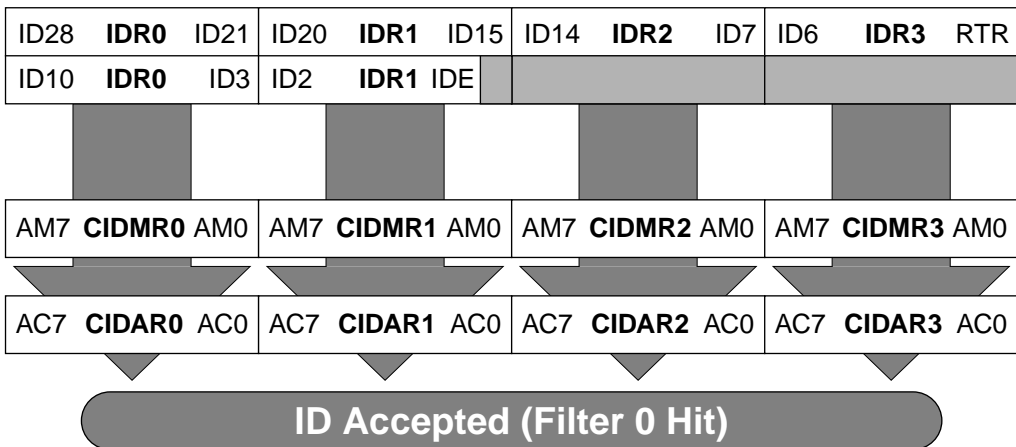 ID28 IDR0 ID21 ID20 IDR1 ID15 ID14 IDR2 ID7 ID6 IDR3 RTR
ID10 IDR0 ID3 ID2 IDR1 IDE
AM7 CIDMR0 AM0 AM7 CIDMR1 AM0 AM7 CIDMR2 AM0 AM7 CIDMR3 AM0
AC7 CIDAR0 AC0 AC7 CIDAR1 AC0 AC7 CIDAR2 AC0 AC7 CIDAR3 AC0
ID Accepted (Filter 0 Hit)